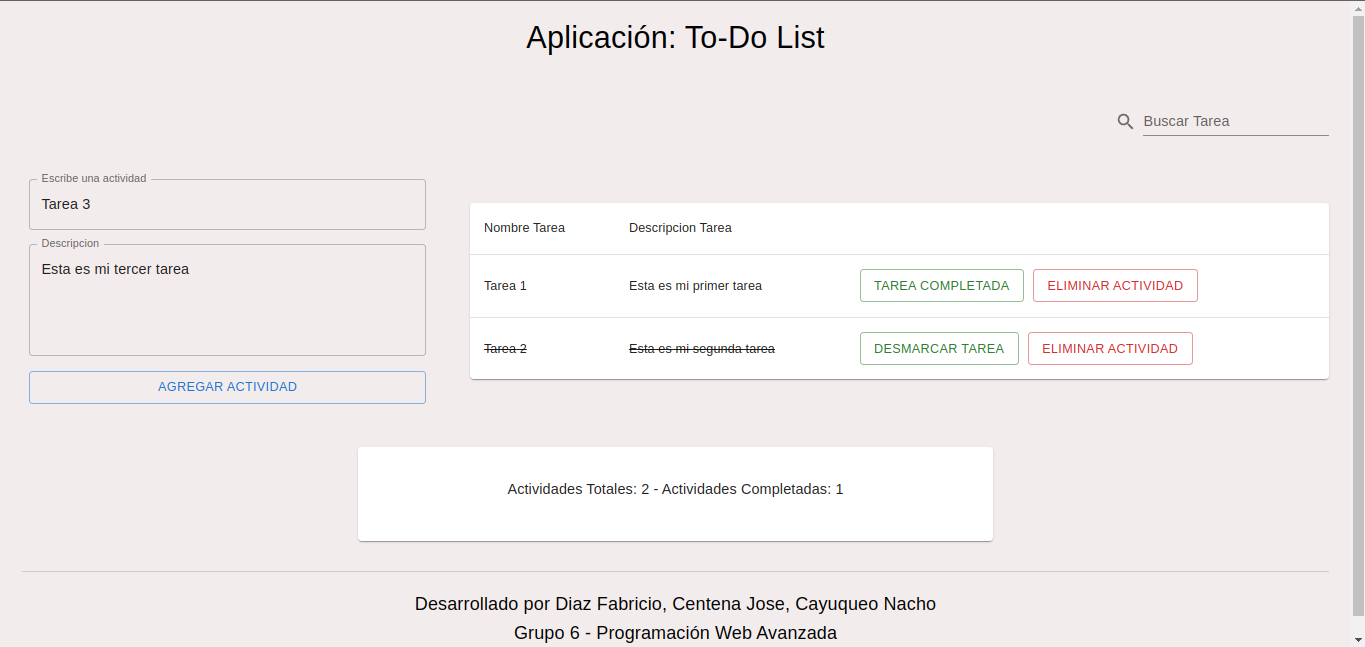 Aplicación: To-Do List
Buscar Tarea
Escribe una actividad
Tarea 3
Descripcion
Esta es mi tercer tarea
AGREGAR ACTIVIDAD
Nombre Tarea Descripcion Tarea
Tarea 1 Esta es mi primer tarea TAREA COMPLETADA ELIMINAR ACTIVIDAD
Tarea 2 Esta es mi segunda tarea DESMARCAR TAREA ELIMINAR ACTIVIDAD
Actividades Totales: 2 - Actividades Completadas: 1
Desarrollado por Diaz Fabricio, Centena Jose, Cayuqueo Nacho
Grupo 6 - Programación Web Avanzada